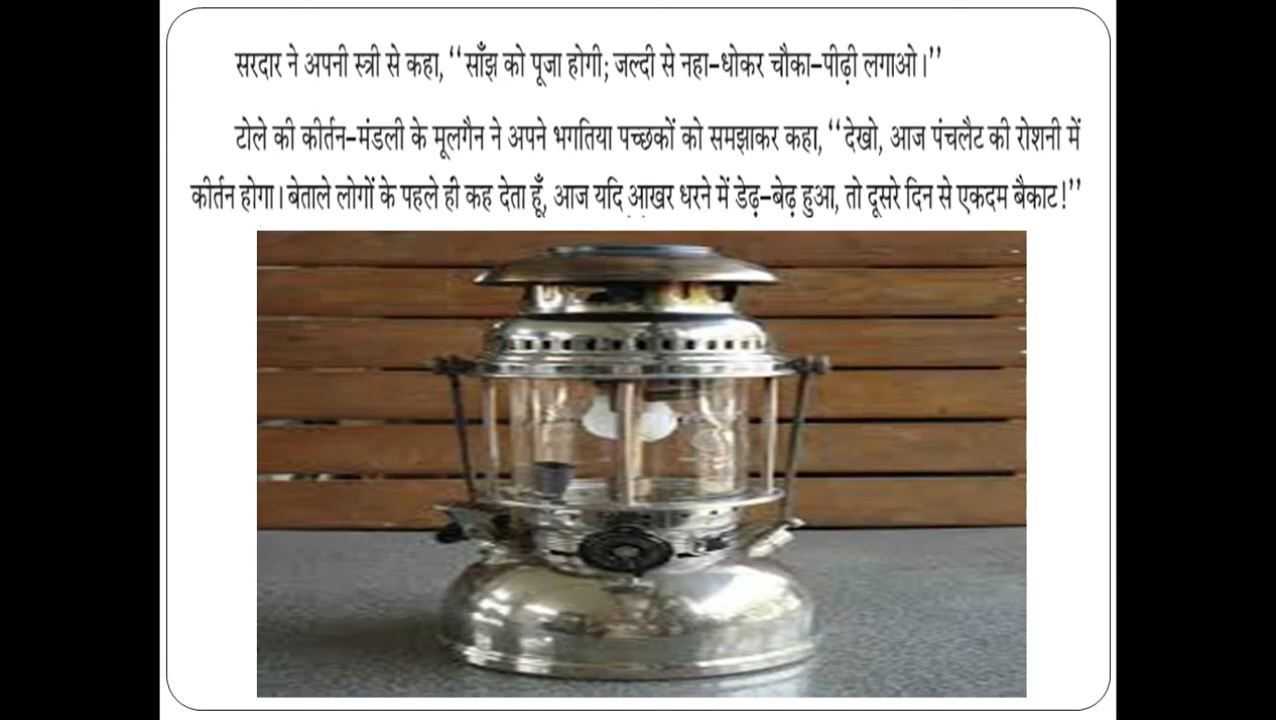 सरदार ने अपनी स्त्री से कहा, “साँझ को पूजा होगी; जल्दी से नहा-धोकर चौका-पीढ़ी लगाओ।”
टोले की कीर्तन-मंडली के मूलगैन ने अपने भगतिया पच्छकों को समझाकर कहा, “देखो, आज पंचलैट की रोशनी में
कीर्तन होगा। बेताले लोगों के पहले ही कह देता हूँ, आज यदि आखर धरने में डेढ़-बेढ़ हुआ, तो दूसरे दिन से एकदम बैकाट!”